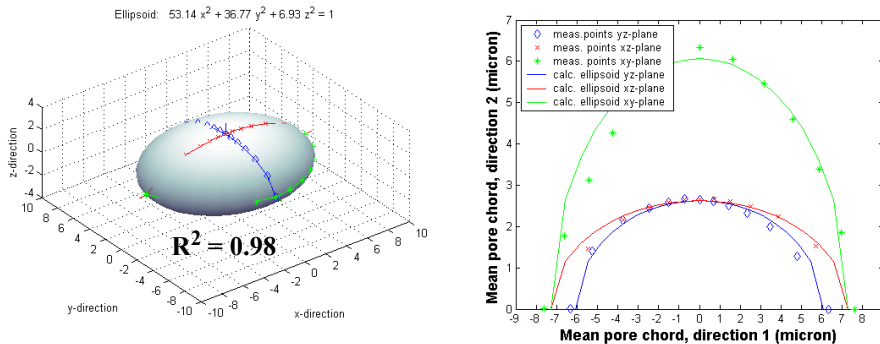 Ellipsoid: 53.14 x² + 36.77 y² + 6.93 z² = 1
z-direction
4
2
0
-2
-4
R² = 0.98
10
8
6
4
2
0
-2
-4
-6
-8
-10
y-direction
-10
-8
-6
-4
-2
0
2
4
6
8
10
x-direction
Mean pore chord, direction 2 (micron)
7
6
5
4
3
2
1
0
meas.points yz-plane
meas. points xz-plane
meas. points xy-plane
calc. ellipsoid yz-plane
calc. ellipsoid xz-plane
calc. ellipsoid xy-plane
-9 -8 -7 -6 -5 -4 -3 -2 -1 0 1 2 3 4 5 6 7 8
Mean pore chord, direction 1 (micron)